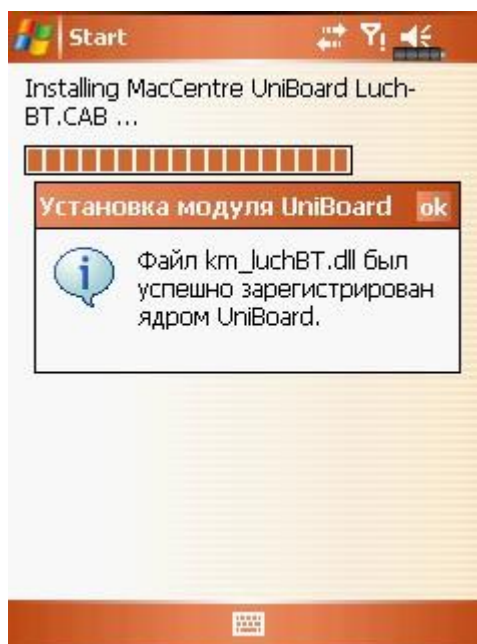 Start
Installing MacCentre UniBoard Luch-
BT.CAB ...
Установка модуля UniBoard ok
Файл km_luchBT.dll был
успешно зарегистрирован
ядром UniBoard.